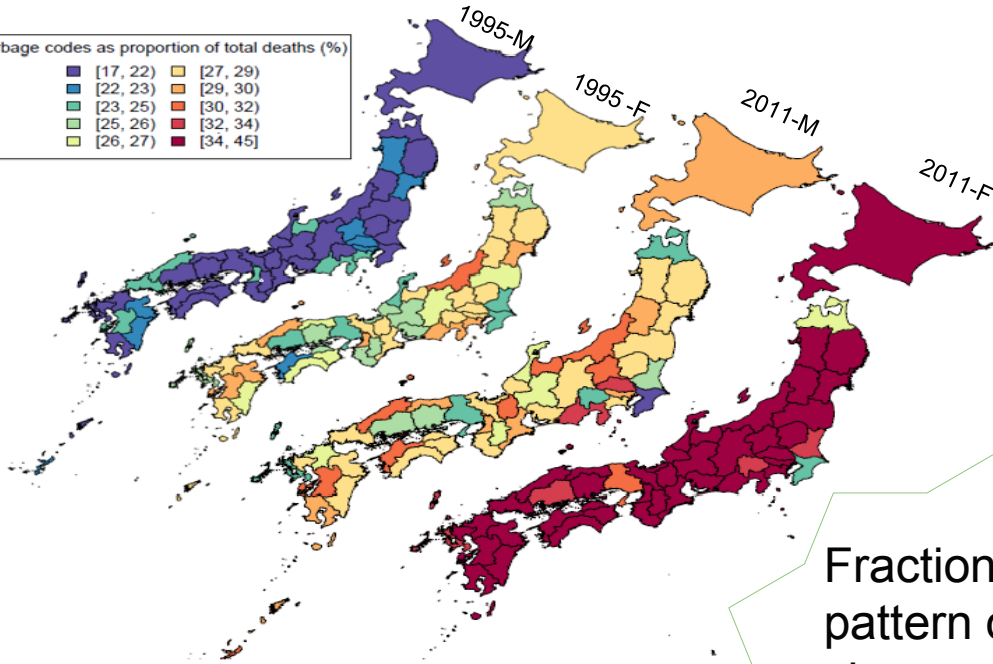 bage codes as proportion of total deaths (%)
[17, 22) [27, 29)
[22, 23) [29, 30)
[23, 25) [30, 32)
[25, 26) [32, 34)
[26, 27) [34, 45]
1995-M
1995 -F
2011-M
2011-F
Fraction
pattern